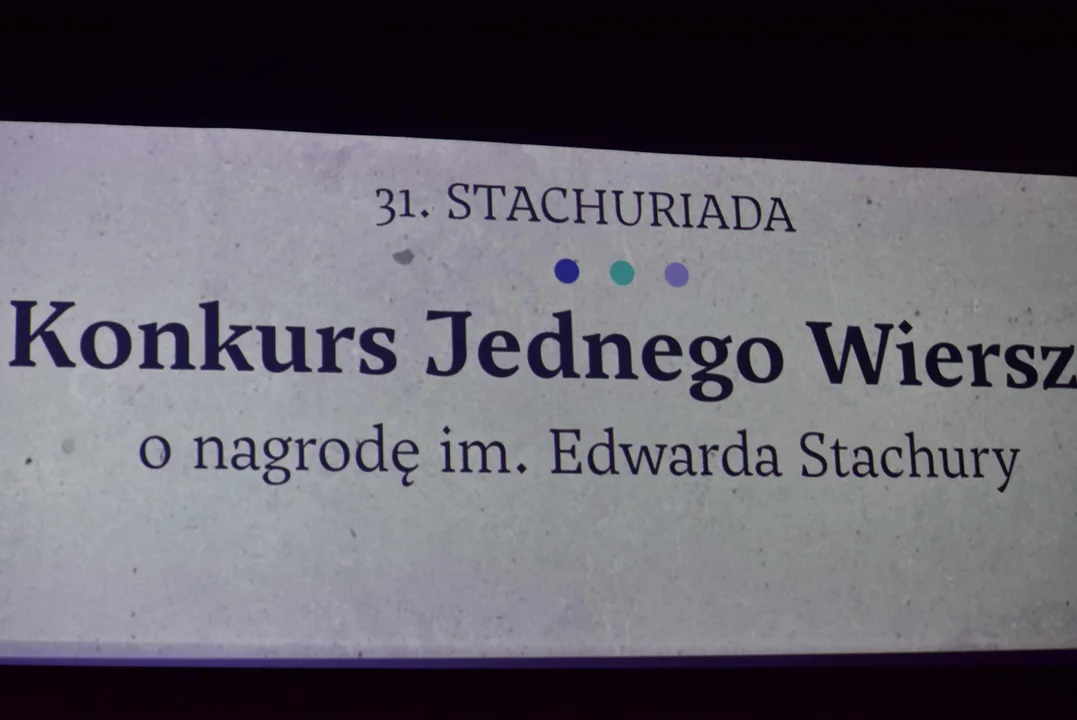 31. STACHURIADA
Konkurs Jednego Wiersz
o nagrodę im. Edwarda Stachury